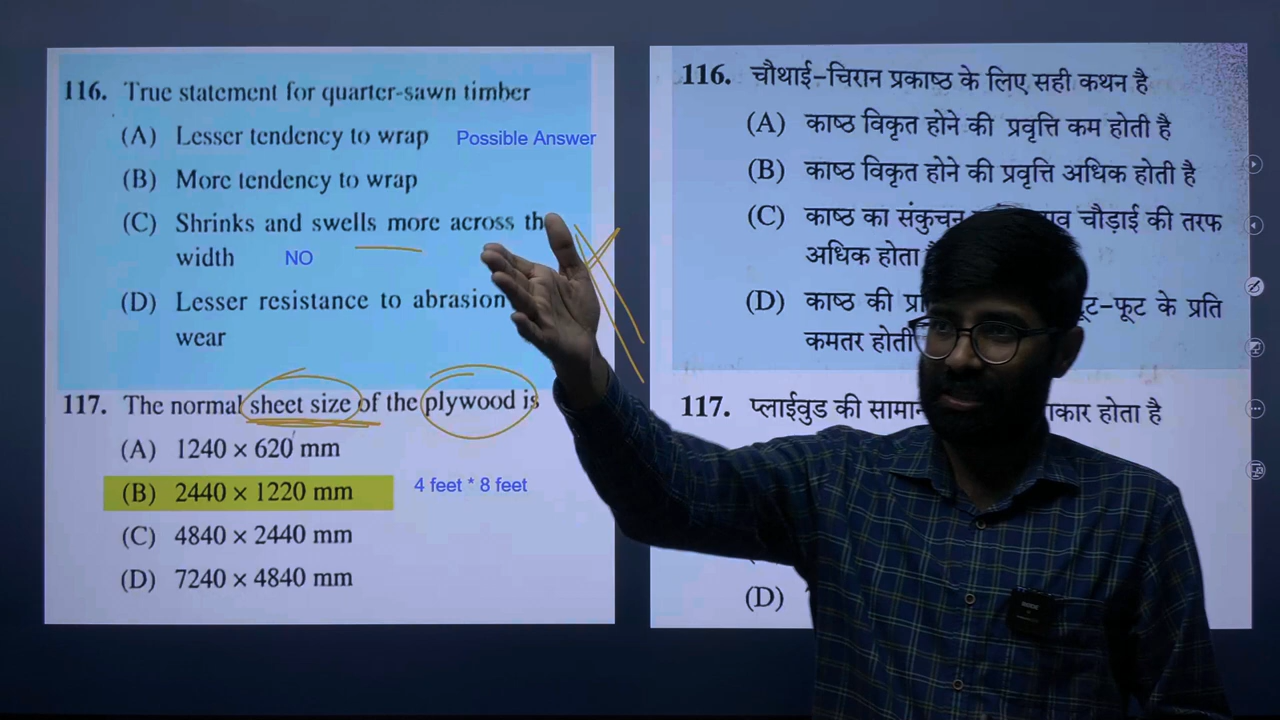 116. True statement for quarter-sawn timber
(A) Lesser tendency to wrap Possible Answer
(B) More tendency to wrap
(C) Shrinks and swells more across th
width NO
(D) Lesser resistance to abrasion
wear
117. The normal sheet size of the plywood is
(A) 1240 × 620 mm
(B) 2440 × 1220 mm 4 feet * 8 feet
(C) 4840 × 2440 mm
(D) 7240 × 4840 mm
116. चौथाई-चिरान प्रकाष्ठ के लिए सही कथन है
(A) काष्ठ विकृत होने की प्रवृत्ति कम होती है
(B) काष्ठ विकृत होने की प्रवृत्ति अधिक होती है
(C) काष्ठ का संकुचन चौड़ाई की तरफ
अधिक होता
(D) काष्ठ की के प्रति
कमतर होती
117. प्लाईवुड की होता है
(D)